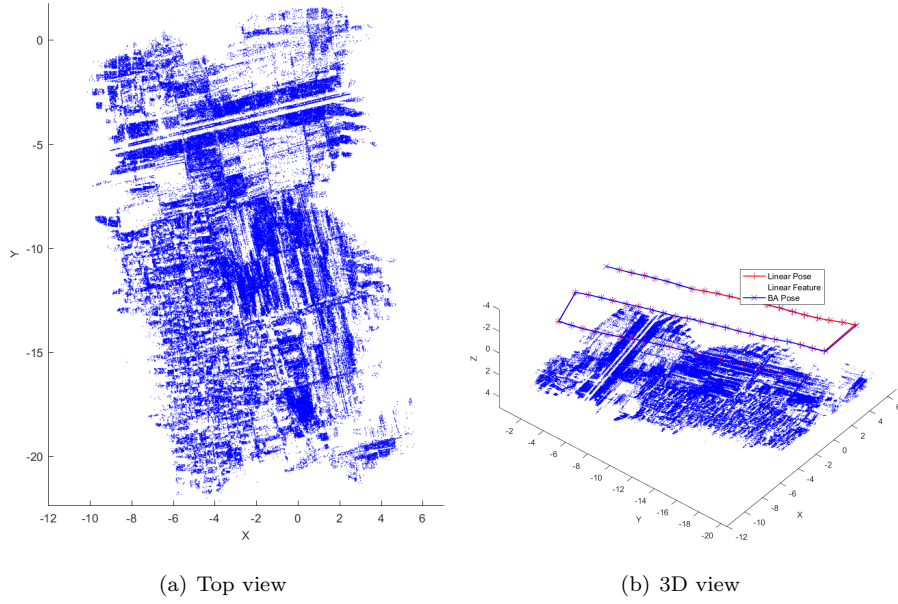 0
-5
-10
-15
-20
Y
-12 -10 -8 -6 -4 -2 0 2 4 6
X
Linear Pose
Linear Feature
BA Pose
-4
-2
0
2
4
Z
-2 -4 -6 -8 -10 -12 -14 -16 -18 -20
Y
-12 -10 -8 -6 -4 -2 0 2 4 6
X
(a) Top view
(b) 3D view